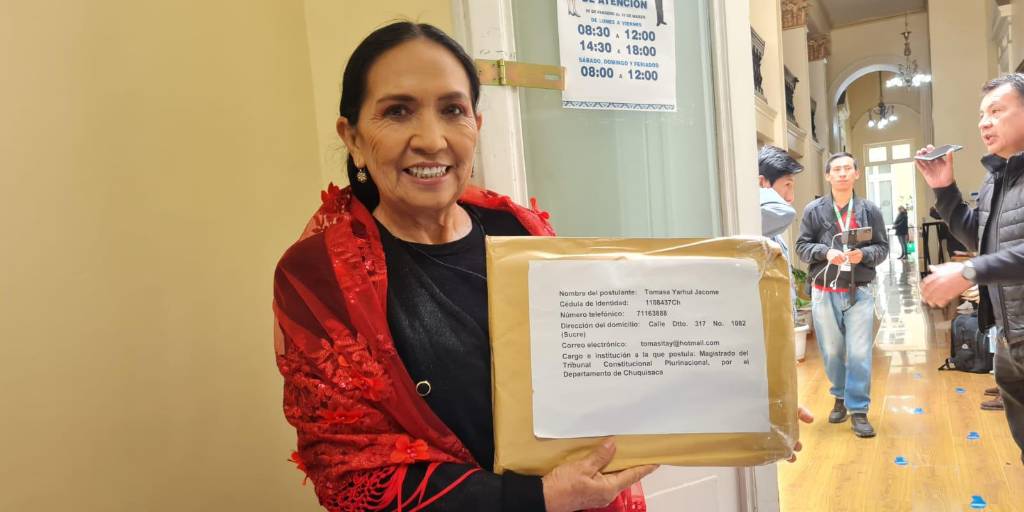 DE ATENCIÓN
DE LUNES A VIERNES
08:30 A 12:00
14:30 A 18:00
SÁBADO, DOMINGO Y FERIADOS
08:00 A 12:00
Nombre del postulante: Tomasa Yarhui Jacome
Cédula de Identidad: 1108437Ch
Número telefónico: 71163888
Dirección del domicilio: Calle Dtto. 317 No. 1082
(Sucre)
Correo electrónico: tomasitay@hotmail.com
Cargo e institución a la que postula: Magistrado del
Tribunal Constitucional Plurinacional, por el
Departamento de Chuquisaca